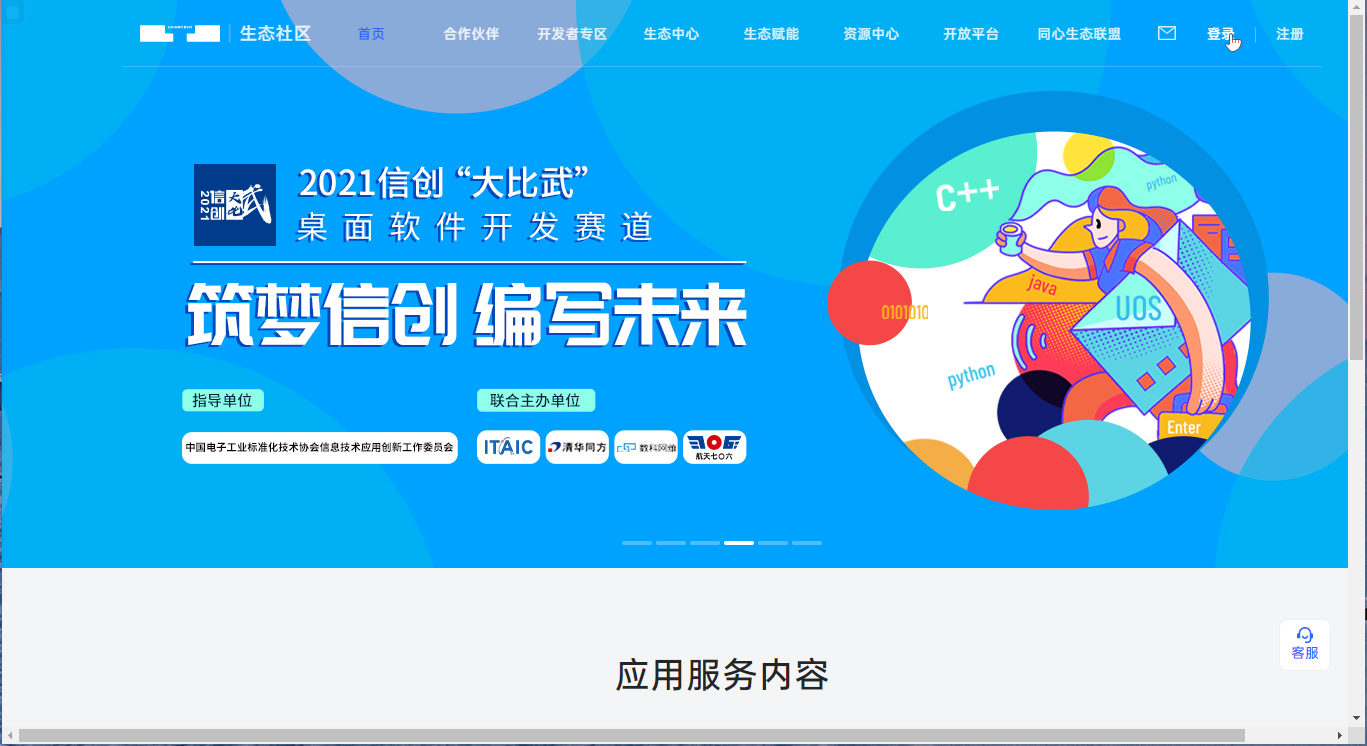 生态社区 首页 合作伙伴 开发者专区 生态中心 生态赋能 资源中心 开放平台 同心生态联盟 登录 注册
2021信创“大比武”
桌面软件开发赛道
2021 信创 大比武
筑梦信创 编写未来
指导单位 联合主办单位
中国电子工业标准化技术协会信息技术应用创新工作委员会 ITAIC 清华同方 数科网维 航天七〇六
C++
python
java
UOS
0101010
python
Enter
客服
应用服务内容